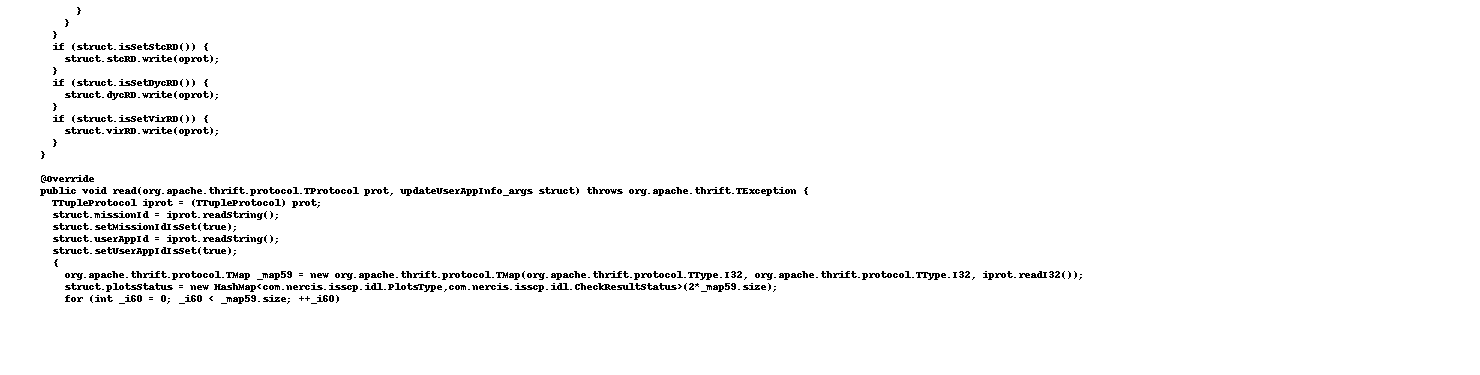 }
}
}
if (struct.isSetStcRD()) {
struct.stcRD.write(oprot);
}
if (struct.isSetDycRD()) {
struct.dycRD.write(oprot);
}
if (struct.isSetVirRD()) {
struct.virRD.write(oprot);
}
}
@Override
public void read(org.apache.thrift.protocol.TProtocol prot, updateUserAppInfo_args struct) throws org.apache.thrift.TException {
TTupleProtocol iprot = (TTupleProtocol) prot;
struct.missionId = iprot.readString();
struct.setMissionIdIsSet(true);
struct.userAppId = iprot.readString();
struct.setUserAppIdIsSet(true);
{
org.apache.thrift.protocol.TMap _map59 = new org.apache.thrift.protocol.TMap(org.apache.thrift.protocol.TType.I32, org.apache.thrift.protocol.TType.I32, iprot.readI32());
struct.plotsStatus = new HashMap<com.nercis.isscp.idl.PlotsType,com.nercis.isscp.idl.CheckResultStatus>(2*_map59.size);
for (int _i60 = 0; _i60 < _map59.size; ++_i60)